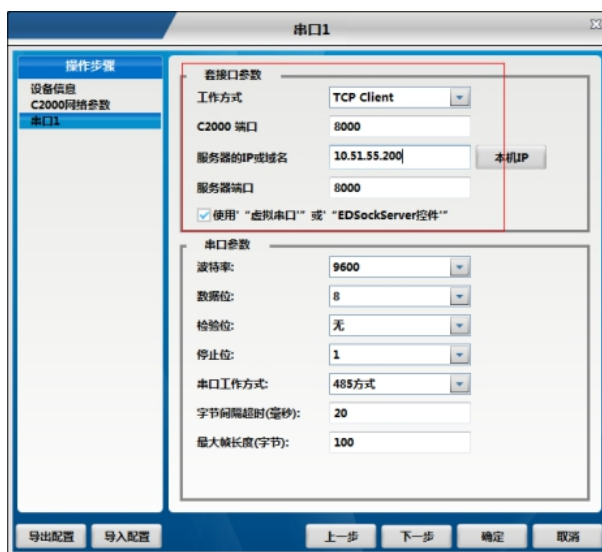 串口1
操作步骤
设备信息
C2000网络参数
串口1
套接口参数
工作方式 TCP Client
C2000 端口 8000
服务器的IP或域名 10.51.55.200 本机IP
服务器端口 8000
使用' “虚拟串口'” 或' “EDSockServer控件'”
串口参数
波特率: 9600
数据位: 8
检验位: 无
停止位: 1
串口工作方式: 485方式
字节间隔超时(毫秒): 20
最大帧长度(字节): 100
导出配置 导入配置 上一步 下一步 确定 取消